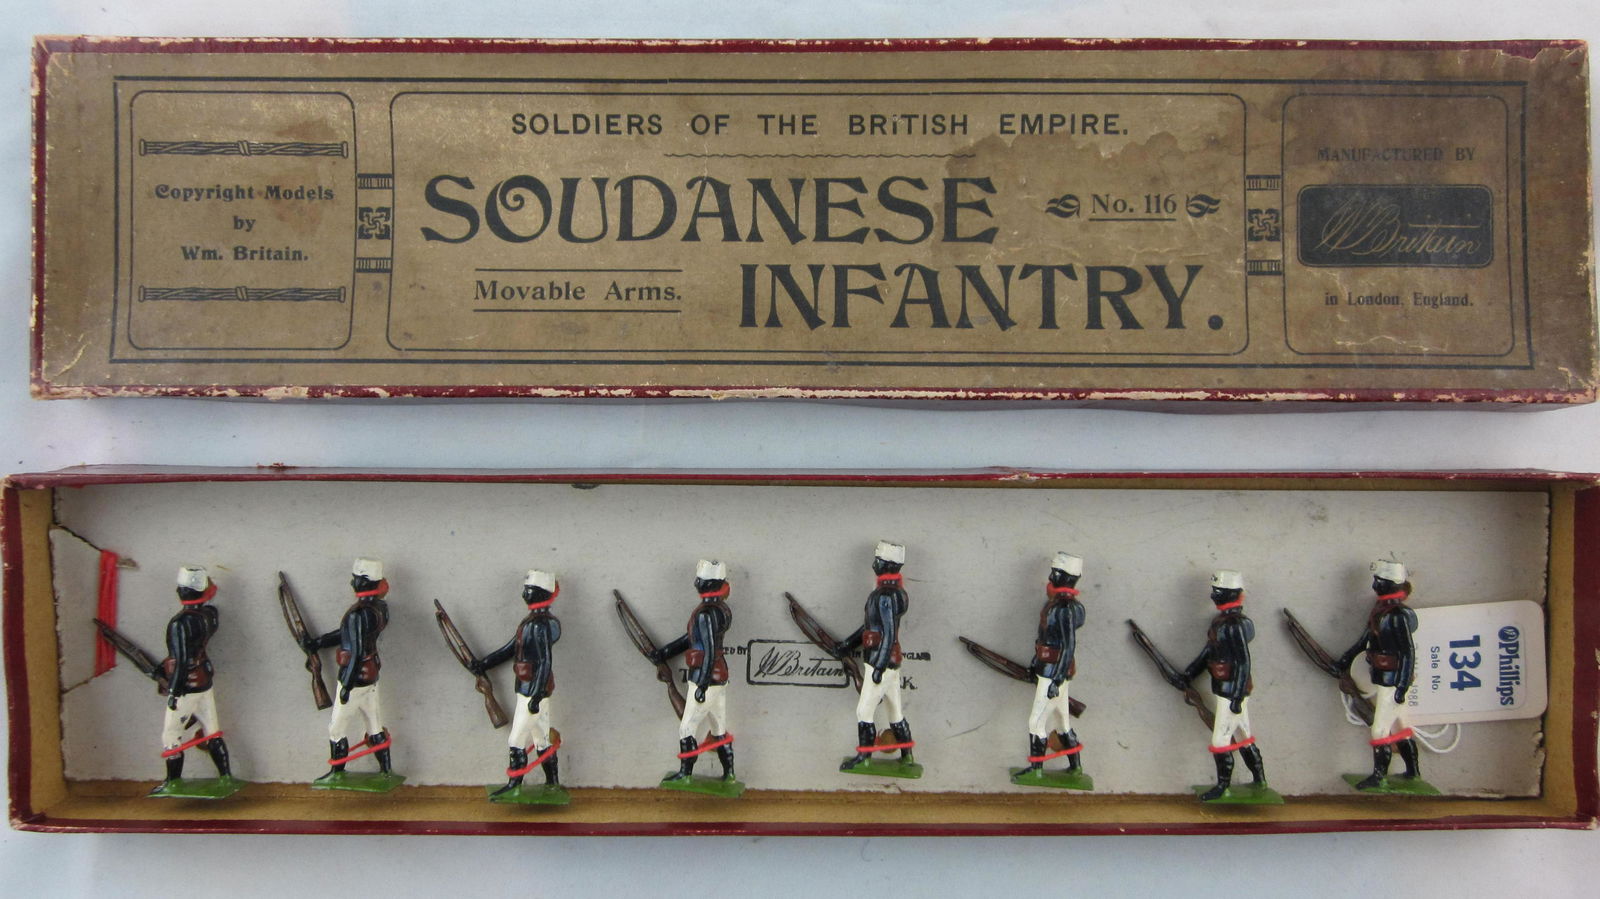 SOLDIERS OF THE BRITISH EMPIRE.
Copyright Models
by
Wm. Britain.
SOUDANESE
No. 116
Movable Arms.
INFANTRY.
MANUFACTURED BY
W Britain
in London, England.
W Britain
Phillips
134
Sale No.
1988